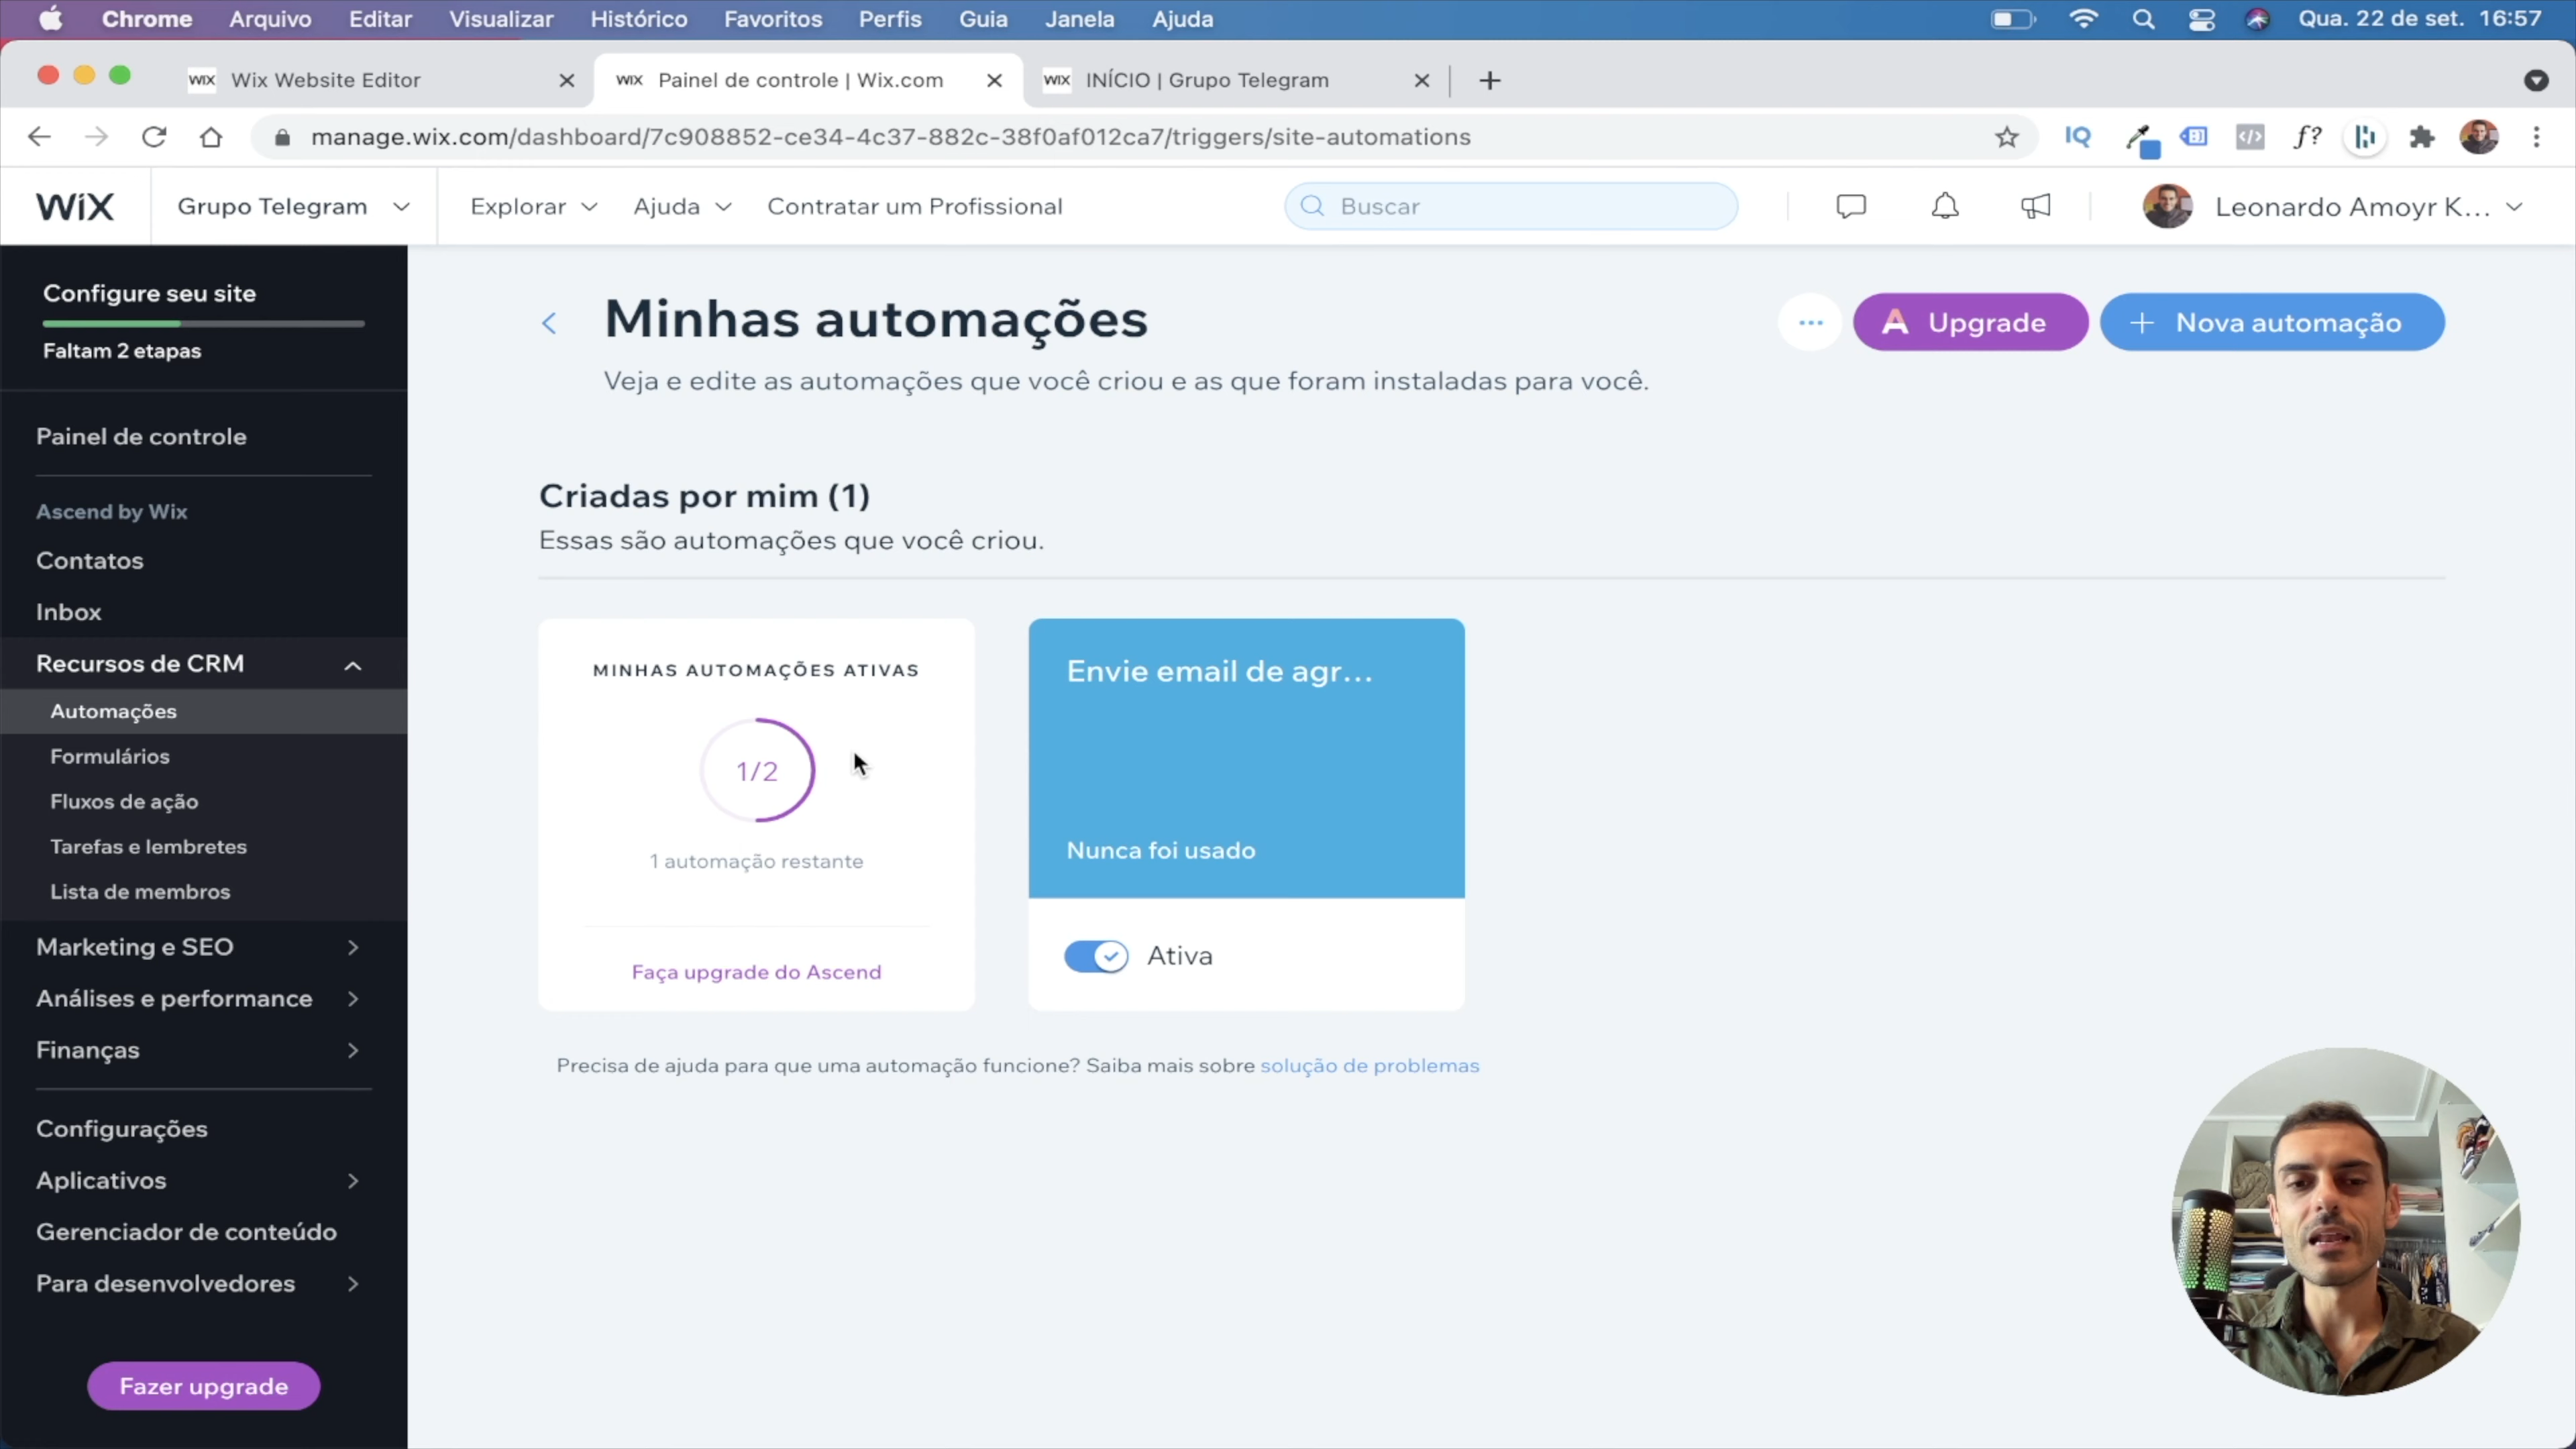 Chrome Arquivo Editar Visualizar Histórico Favoritos Perfis Guia Janela Ajuda Qua. 22 de set. 16:57
WIX Wix Website Editor WIX Painel de controle | Wix.com WIX INÍCIO | Grupo Telegram
manage.wix.com/dashboard/7c908852-ce34-4c37-882c-38f0af012ca7/triggers/site-automations IQ </> f?
WiX Grupo Telegram Explorar Ajuda Contratar um Profissional Buscar Leonardo Amoyr K...
Configure seu site
Faltam 2 etapas
Painel de controle
Ascend by Wix
Contatos
Inbox
Recursos de CRM
Automações
Formulários
Fluxos de ação
Tarefas e lembretes
Lista de membros
Marketing e SEO
Análises e performance
Finanças
Configurações
Aplicativos
Gerenciador de conteúdo
Para desenvolvedores
Fazer upgrade
Minhas automações
Veja e edite as automações que você criou e as que foram instaladas para você.
... A Upgrade + Nova automação
Criadas por mim (1)
Essas são automações que você criou.
MINHAS AUTOMAÇÕES ATIVAS
1/2
1 automação restante
Faça upgrade do Ascend
Envie email de agr...
Nunca foi usado
Ativa
Precisa de ajuda para que uma automação funcione? Saiba mais sobre solução de problemas